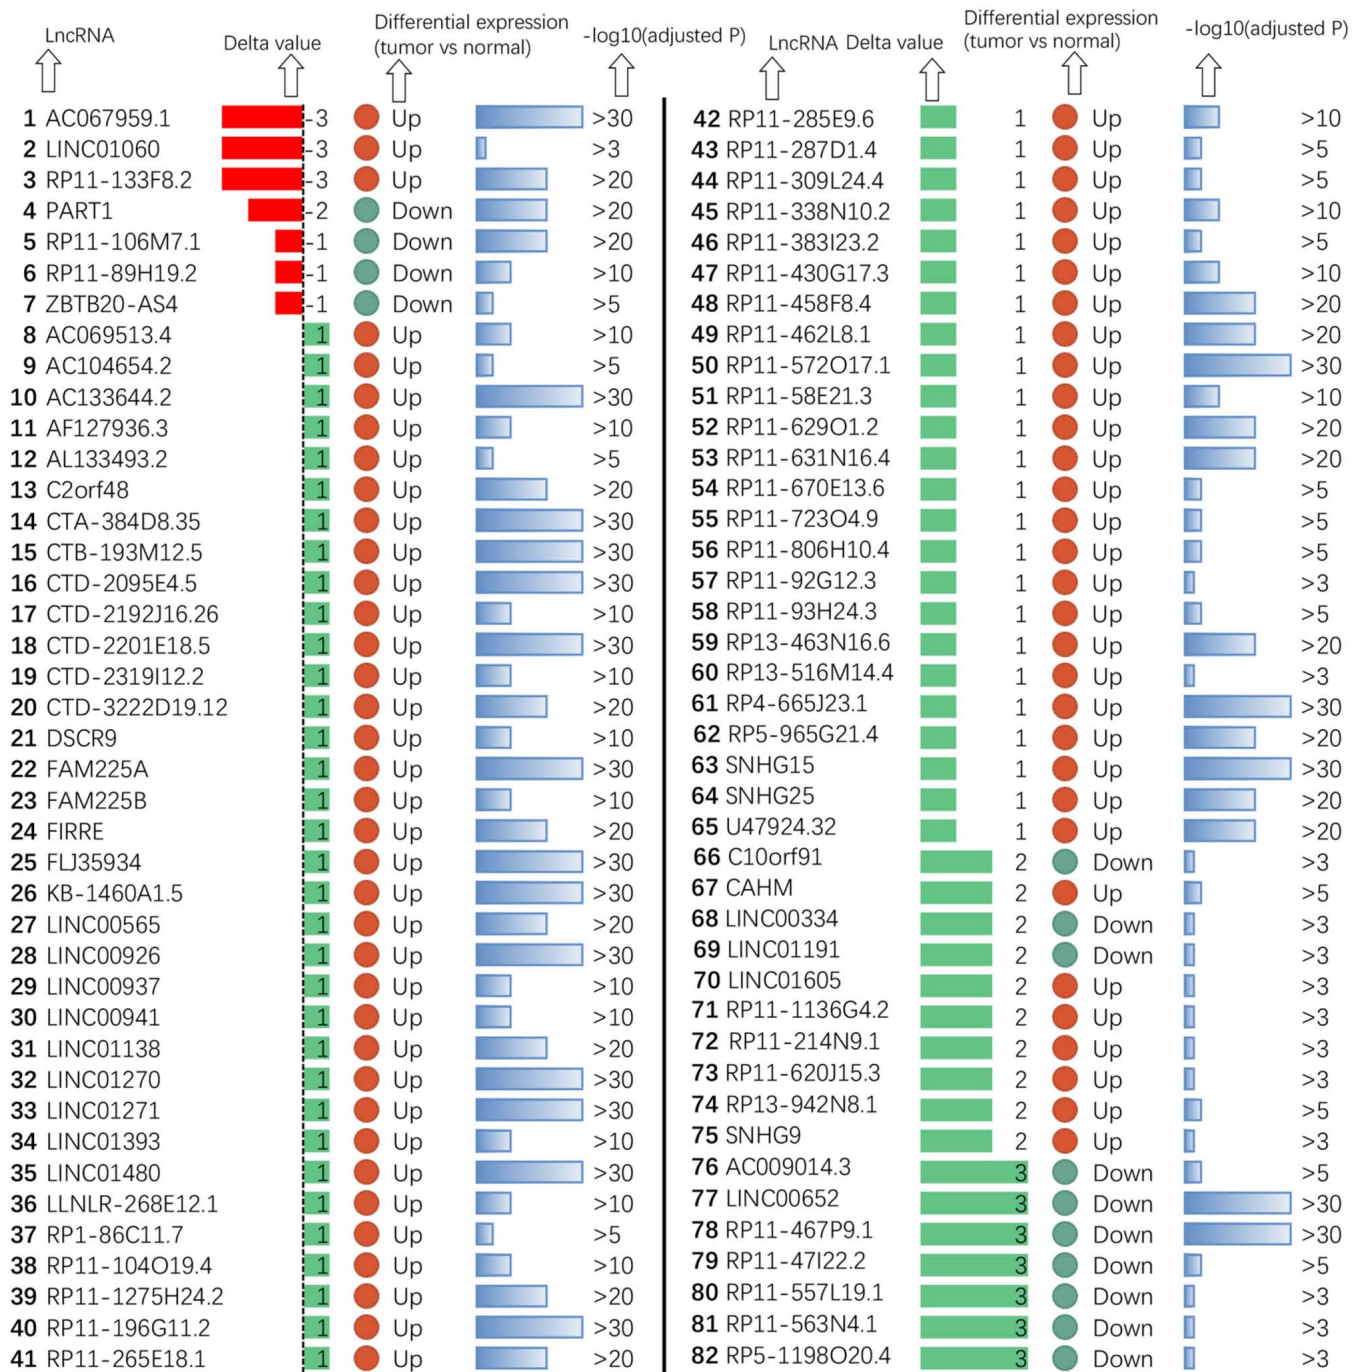 LncRNA
Delta value
Differential expression
(tumor vs normal)
-log10(adjusted P)
1 AC067959.1 -3 Up >30
2 LINC01060 -3 Up >3
3 RP11-133F8.2 -3 Up >20
4 PART1 -2 Down >20
5 RP11-106M7.1 -1 Down >20
6 RP11-89H19.2 -1 Down >10
7 ZBTB20-AS4 -1 Down >5
8 AC069513.4 1 Up >10
9 AC104654.2 1 Up >5
10 AC133644.2 1 Up >30
11 AF127936.3 1 Up >10
12 AL133493.2 1 Up >5
13 C2orf48 1 Up >20
14 CTA-384D8.35 1 Up >30
15 CTB-193M12.5 1 Up >30
16 CTD-2095E4.5 1 Up >30
17 CTD-2192J16.26 1 Up >10
18 CTD-2201E18.5 1 Up >30
19 CTD-2319I12.2 1 Up >10
20 CTD-3222D19.12 1 Up >20
21 DSCR9 1 Up >10
22 FAM225A 1 Up >30
23 FAM225B 1 Up >10
24 FIRRE 1 Up >20
25 FLJ35934 1 Up >30
26 KB-1460A1.5 1 Up >30
27 LINC00565 1 Up >20
28 LINC00926 1 Up >30
29 LINC00937 1 Up >10
30 LINC00941 1 Up >10
31 LINC01138 1 Up >20
32 LINC01270 1 Up >30
33 LINC01271 1 Up >30
34 LINC01393 1 Up >10
35 LINC01480 1 Up >30
36 LLNLR-268E12.1 1 Up >10
37 RP1-86C11.7 1 Up >5
38 RP11-104O19.4 1 Up >10
39 RP11-1275H24.2 1 Up >20
40 RP11-196G11.2 1 Up >30
41 RP11-265E18.1 1 Up >20
LncRNA Delta value
Differential expression
(tumor vs normal)
-log10(adjusted P)
42 RP11-285E9.6 1 Up >10
43 RP11-287D1.4 1 Up >5
44 RP11-309L24.4 1 Up >5
45 RP11-338N10.2 1 Up >10
46 RP11-383I23.2 1 Up >5
47 RP11-430G17.3 1 Up >10
48 RP11-458F8.4 1 Up >20
49 RP11-462L8.1 1 Up >20
50 RP11-572O17.1 1 Up >30
51 RP11-58E21.3 1 Up >10
52 RP11-629O1.2 1 Up >20
53 RP11-631N16.4 1 Up >20
54 RP11-670E13.6 1 Up >5
55 RP11-723O4.9 1 Up >5
56 RP11-806H10.4 1 Up >5
57 RP11-92G12.3 1 Up >3
58 RP11-93H24.3 1 Up >5
59 RP13-463N16.6 1 Up >20
60 RP13-516M14.4 1 Up >3
61 RP4-665J23.1 1 Up >30
62 RP5-965G21.4 1 Up >20
63 SNHG15 1 Up >30
64 SNHG25 1 Up >20
65 U47924.32 1 Up >20
66 C10orf91 2 Down >3
67 CAHM 2 Up >5
68 LINC00334 2 Down >3
69 LINC01191 2 Down >3
70 LINC01605 2 Up >3
71 RP11-1136G4.2 2 Up >3
72 RP11-214N9.1 2 Up >3
73 RP11-620J15.3 2 Up >3
74 RP13-942N8.1 2 Up >5
75 SNHG9 2 Up >3
76 AC009014.3 3 Down >5
77 LINC00652 3 Down >30
78 RP11-467P9.1 3 Down >30
79 RP11-47I22.2 3 Down >5
80 RP11-557L19.1 3 Down >3
81 RP11-563N4.1 3 Down >3
82 RP5-1198O20.4 3 Down >3